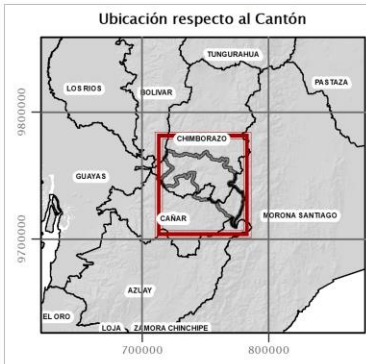 Ubicación respecto al Cantón
TUNGURAHUA
PASTAZA
LOS RIOS
BOLIVAR
9800000
CHIMBORAZO
GUAYAS
CAÑAR
MORONA SANTIAGO
9700000
AZUAY
EL ORO
LOJA
ZAMORA CHINCHIPE
700000
800000